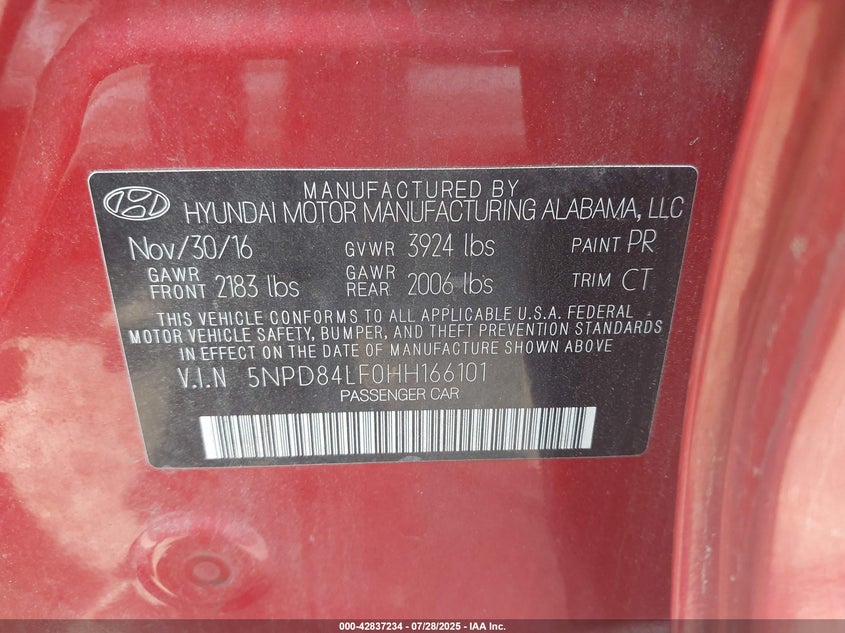 MANUFACTURED BY
HYUNDAI MOTOR MANUFACTURING ALABAMA, LLC
Nov/30/16 GVWR 3924 lbs PAINT PR
GAWR FRONT 2183 lbs GAWR REAR 2006 lbs TRIM CT
THIS VEHICLE CONFORMS TO ALL APPLICABLE U.S.A. FEDERAL
MOTOR VEHICLE SAFETY, BUMPER, AND THEFT PREVENTION STANDARDS
IN EFFECT ON THE DATE OF MANUFACTURE SHOWN ABOVE.
V.I.N 5NPD84LF0HH166101
PASSENGER CAR
000-42837234 - 07/28/2025 - IAA Inc.